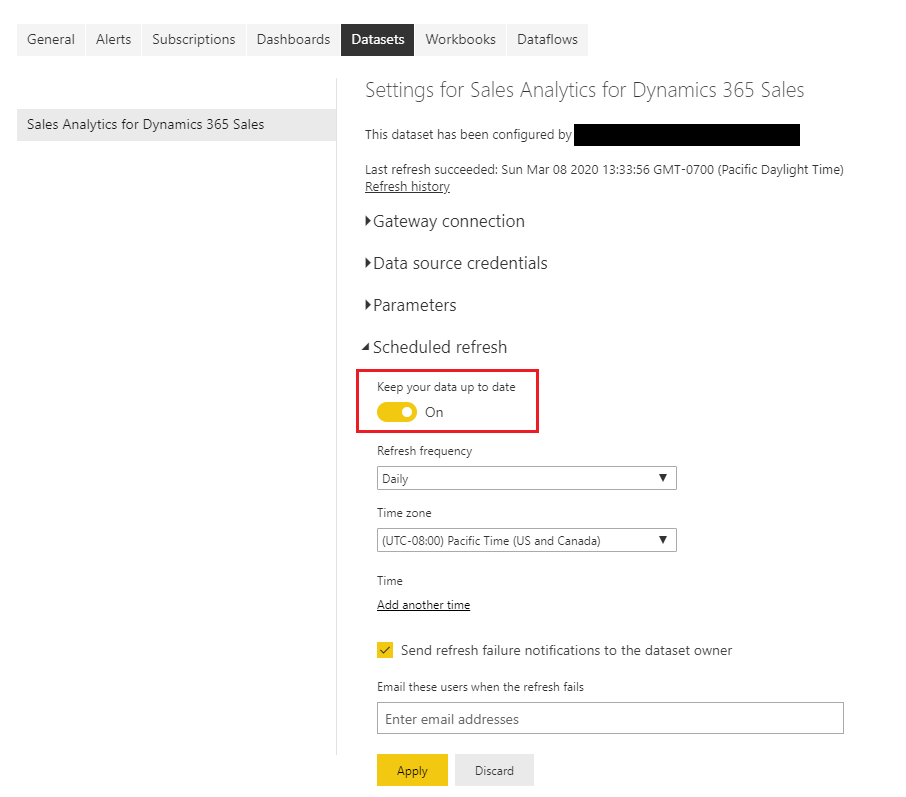 General Alerts Subscriptions Dashboards Datasets Workbooks Dataflows
Sales Analytics for Dynamics 365 Sales
Settings for Sales Analytics for Dynamics 365 Sales
This dataset has been configured by
Last refresh succeeded: Sun Mar 08 2020 13:33:56 GMT-0700 (Pacific Daylight Time)
Refresh history
Gateway connection
Data source credentials
Parameters
Scheduled refresh
Keep your data up to date
On
Refresh frequency
Daily
Time zone
(UTC-08:00) Pacific Time (US and Canada)
Time
Add another time
Send refresh failure notifications to the dataset owner
Email these users when the refresh fails
Enter email addresses
Apply Discard